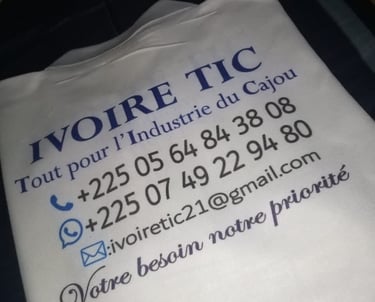 IVOIRE TIC
Tout pour l'Industrie du Cajou
+225 05 64 84 38 08
+225 07 49 22 94 80
:ivoiretic21@gmail.com
Votre besoin notre priorité